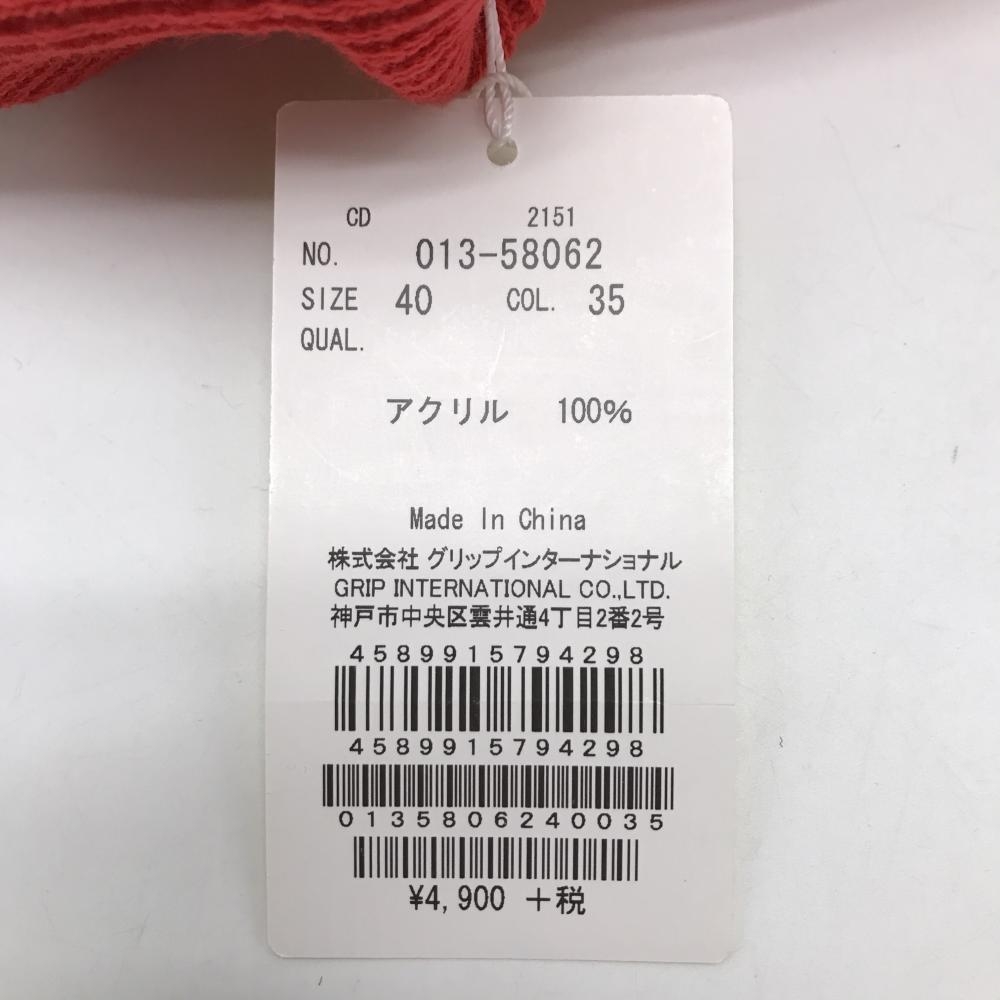 CD 2151
NO. 013-58062
SIZE 40 COL. 35
QUAL.
アクリル 100%
Made In China
株式会社 グリップインターナショナル
GRIP INTERNATIONAL CO.,LTD.
神戸市中央区雲井通4丁目2番2号
4589915794298
4589915794298
0135806240035
¥4,900 +税